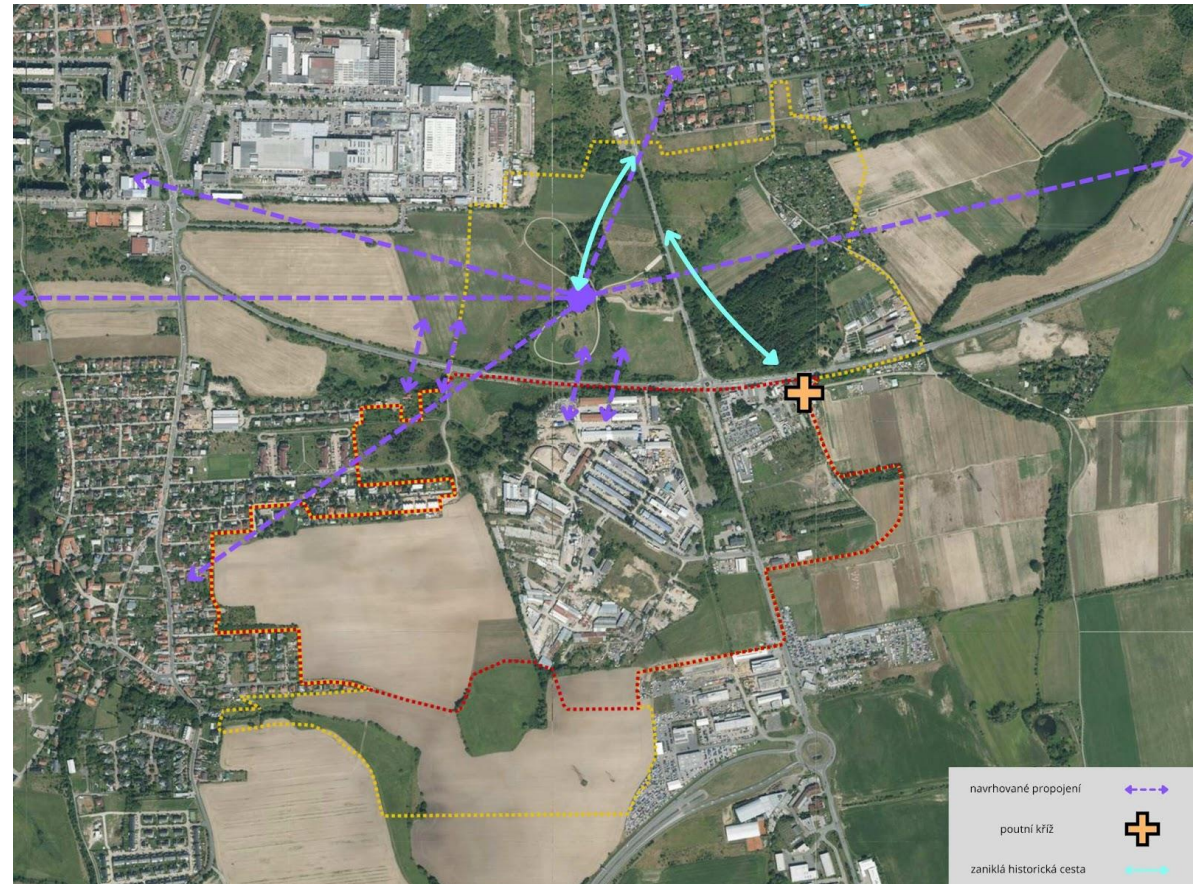 navrhované propojení
poutní kříž
zaniklá historická cesta